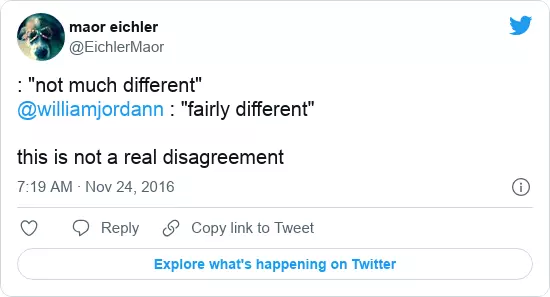 maor eichler
@EichlerMaor
: "not much different"
@williamjordann : "fairly different"
this is not a real disagreement
7:19 AM · Nov 24, 2016
Reply
Copy link to Tweet
Explore what's happening on Twitter